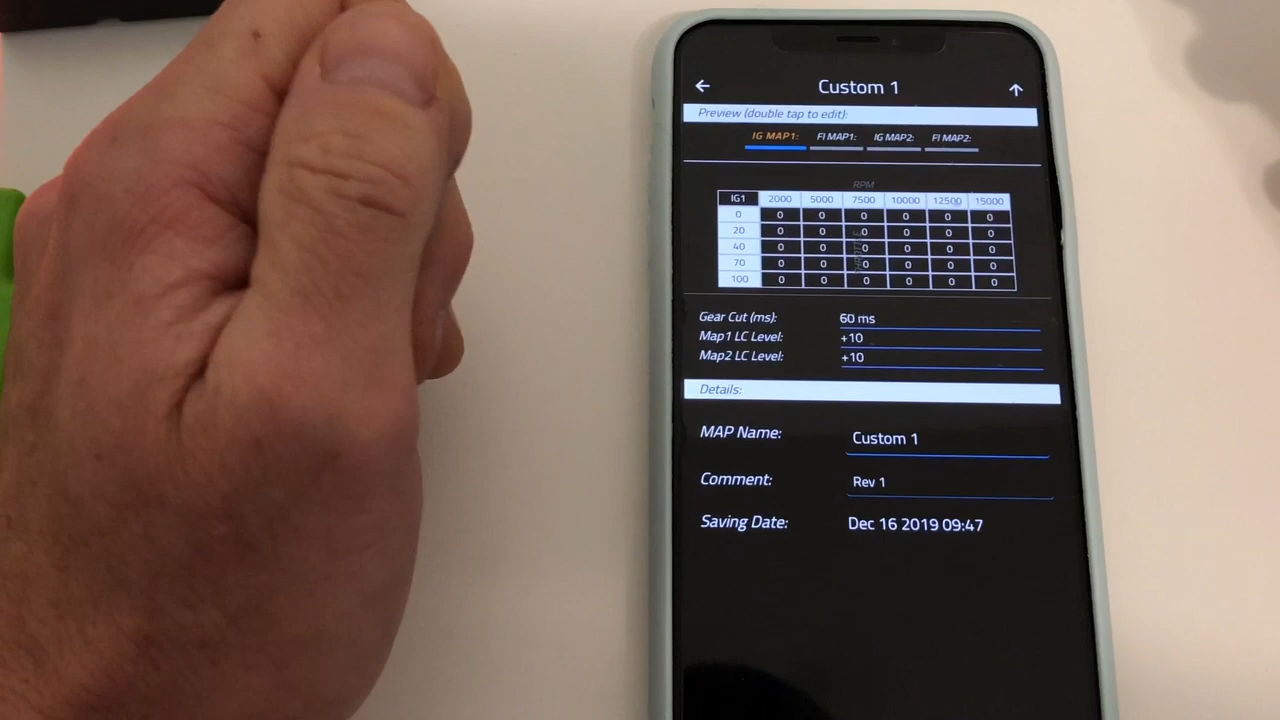 Custom 1
Preview (double tap to edit):
IG MAP1: FI MAP1: IG MAP2: FI MAP2:
RPM
IG1 2000 5000 7500 10000 12500 15000
0 0 0 0 0 0 0
20 0 0 0 0 0 0
40 0 0 0 0 0 0
70 0 0 0 0 0 0
100 0 0 0 0 0 0
THROTTLE
Gear Cut (ms): 60 ms
Map1 LC Level: +10
Map2 LC Level: +10
Details:
MAP Name: Custom 1
Comment: Rev 1
Saving Date: Dec 16 2019 09:47